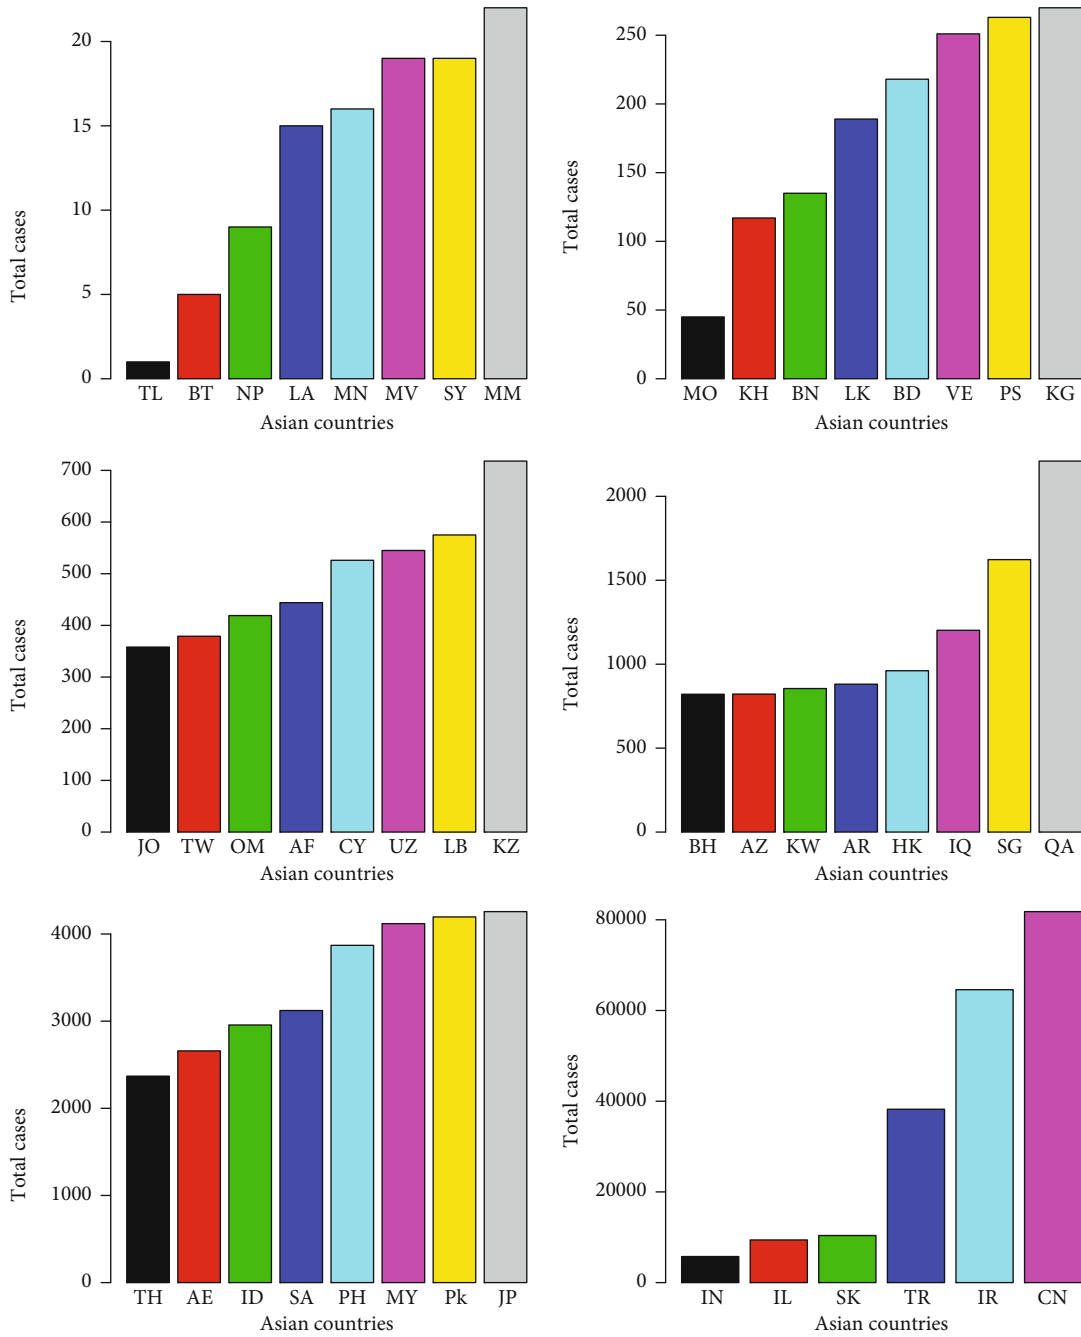 Total cases
20
15
10
5
0
TL BT NP LA MN MV SY MM
Asian countries
Total cases
250
200
150
100
50
0
MO KH BN LK BD VE PS KG
Asian countries
Total cases
700
600
500
400
300
200
100
0
JO TW OM AF CY UZ LB KZ
Asian countries
Total cases
2000
1500
1000
500
0
BH AZ KW AR HK IQ SG QA
Asian countries
Total cases
4000
3000
2000
1000
0
TH AE ID SA PH MY Pk JP
Asian countries
Total cases
80000
60000
40000
20000
0
IN IL SK TR IR CN
Asian countries